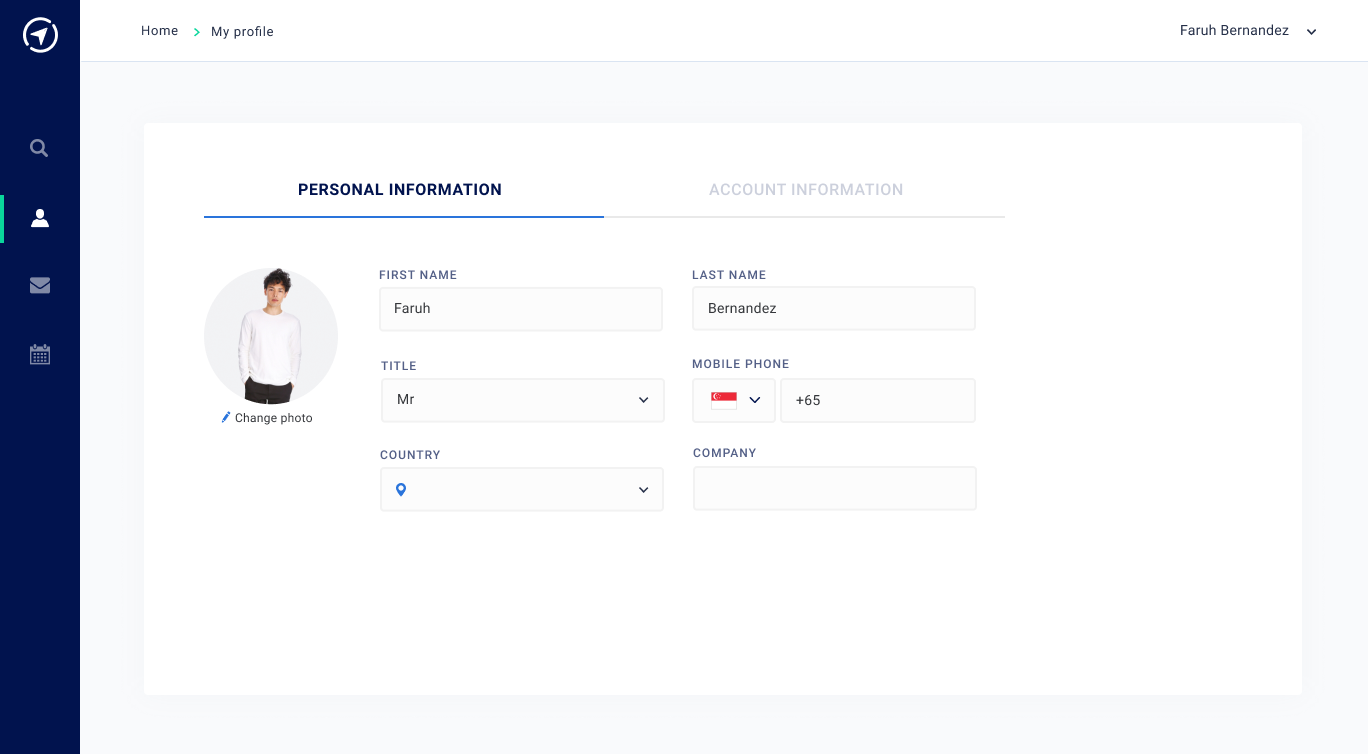 Home
My profile
Faruh Bernandez
PERSONAL INFORMATION
ACCOUNT INFORMATION
Change photo
FIRST NAME
Faruh
LAST NAME
Bernandez
TITLE
Mr
MOBILE PHONE
+65
COUNTRY
COMPANY